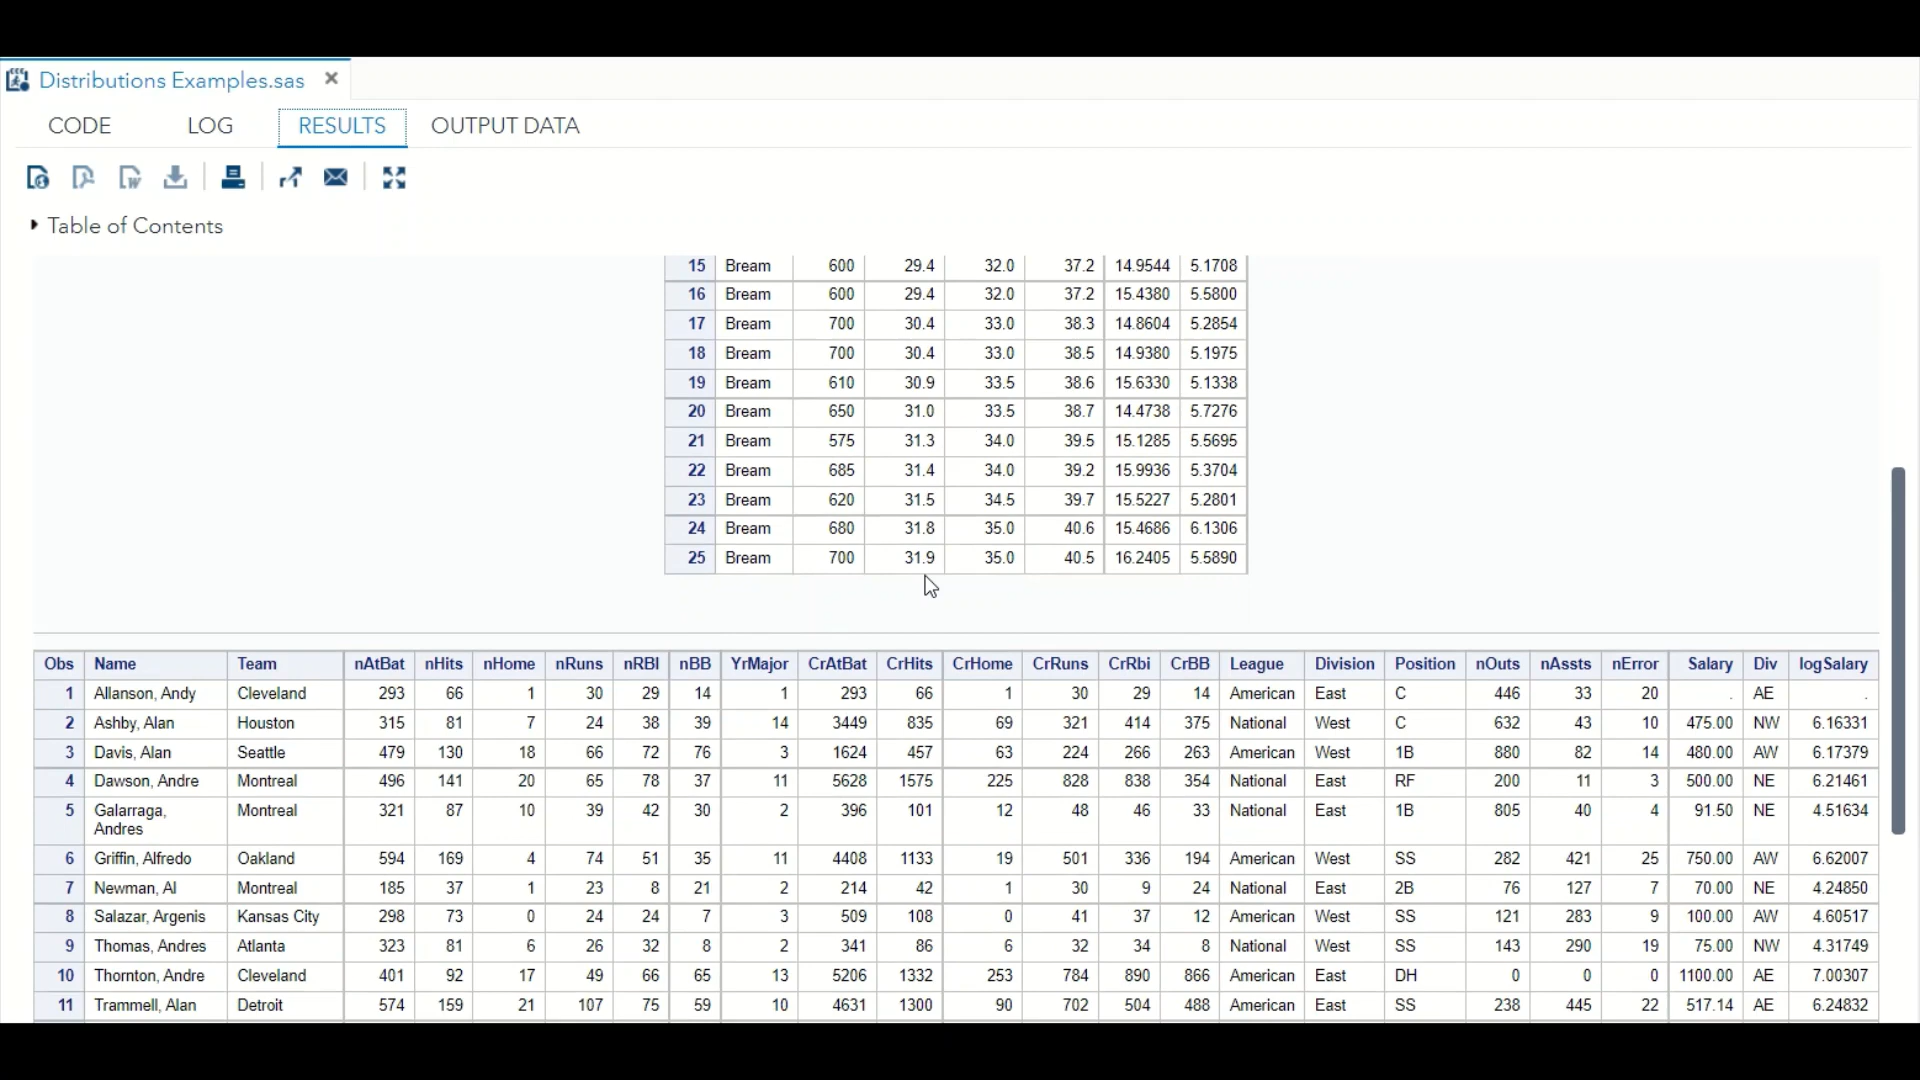 Distributions Examples.sas
CODE LOG RESULTS OUTPUT DATA
Table of Contents
15 Bream 600 29.4 32.0 37.2 14.9544 5.1708
16 Bream 600 29.4 32.0 37.2 15.4380 5.5800
17 Bream 700 30.4 33.0 38.3 14.8604 5.2854
18 Bream 700 30.4 33.0 38.5 14.9380 5.1975
19 Bream 610 30.9 33.5 38.6 15.6330 5.1338
20 Bream 650 31.0 33.5 38.7 14.4738 5.7276
21 Bream 575 31.3 34.0 39.5 15.1285 5.5695
22 Bream 685 31.4 34.0 39.2 15.9936 5.3704
23 Bream 620 31.5 34.5 39.7 15.5227 5.2801
24 Bream 680 31.8 35.0 40.6 15.4686 6.1306
25 Bream 700 31.9 35.0 40.5 16.2405 5.5890
Obs Name Team nAtBat nHits nHome nRuns nRBI nBB YrMajor CrAtBat CrHits CrHome CrRuns CrRbi CrBB League Division Position nOuts nAssts nError Salary Div logSalary
1 Allanson, Andy Cleveland 293 66 1 30 29 14 1 293 66 1 30 29 14 American East C 446 33 20 . AE .
2 Ashby, Alan Houston 315 81 7 24 38 39 14 3449 835 69 321 414 375 National West C 632 43 10 475.00 NW 6.16331
3 Davis, Alan Seattle 479 130 18 66 72 76 3 1624 457 63 224 266 263 American West 1B 880 82 14 480.00 AW 6.17379
4 Dawson, Andre Montreal 496 141 20 65 78 37 11 5628 1575 225 828 838 354 National East RF 200 11 3 500.00 NE 6.21461
5 Galarraga, Montreal 321 87 10 39 42 30 2 396 101 12 48 46 33 National East 1B 805 40 4 91.50 NE 4.51634
Andres
6 Griffin, Alfredo Oakland 594 169 4 74 51 35 11 4408 1133 19 501 336 194 American West SS 282 421 25 750.00 AW 6.62007
7 Newman, Al Montreal 185 37 1 23 8 21 2 214 42 1 30 9 24 National East 2B 76 127 7 70.00 NE 4.24850
8 Salazar, Argenis Kansas City 298 73 0 24 24 7 3 509 108 0 41 37 12 American West SS 121 283 9 100.00 AW 4.60517
9 Thomas, Andres Atlanta 323 81 6 26 32 8 2 341 86 6 32 34 8 National West SS 143 290 19 75.00 NW 4.31749
10 Thornton, Andre Cleveland 401 92 17 49 66 65 13 5206 1332 253 784 890 866 American East DH 0 0 0 1100.00 AE 7.00307
11 Trammell, Alan Detroit 574 159 21 107 75 59 10 4631 1300 90 702 504 488 American East SS 238 445 22 517.14 AE 6.24832